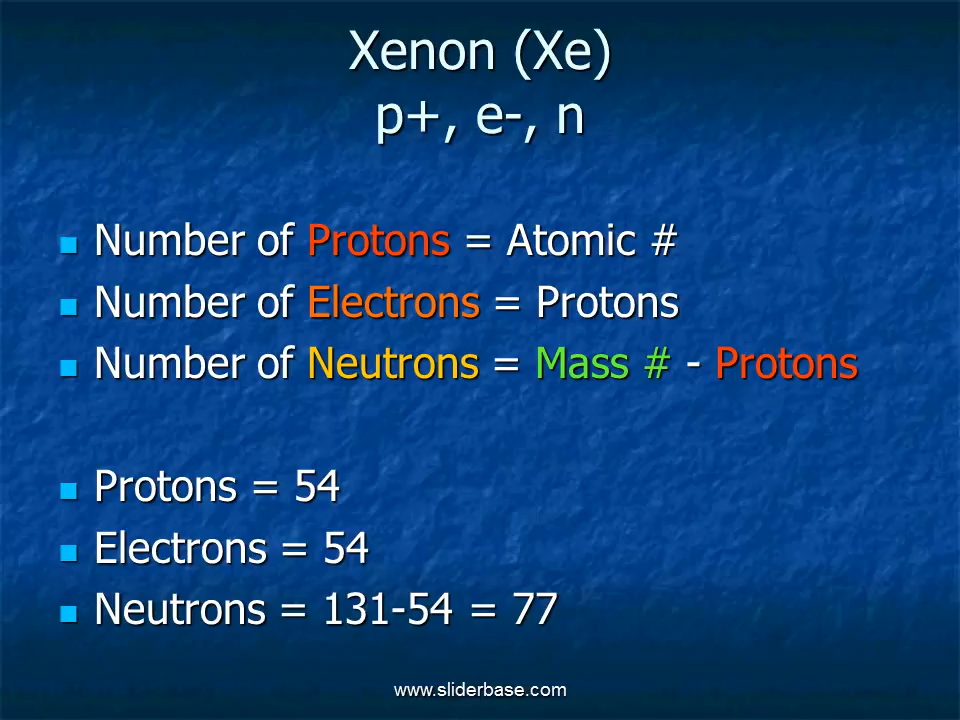 Xenon (Xe)
p+, e-, n
Number of Protons = Atomic #
Number of Electrons = Protons
Number of Neutrons = Mass # - Protons
Protons = 54
Electrons = 54
Neutrons = 131-54 = 77
www.sliderbase.com